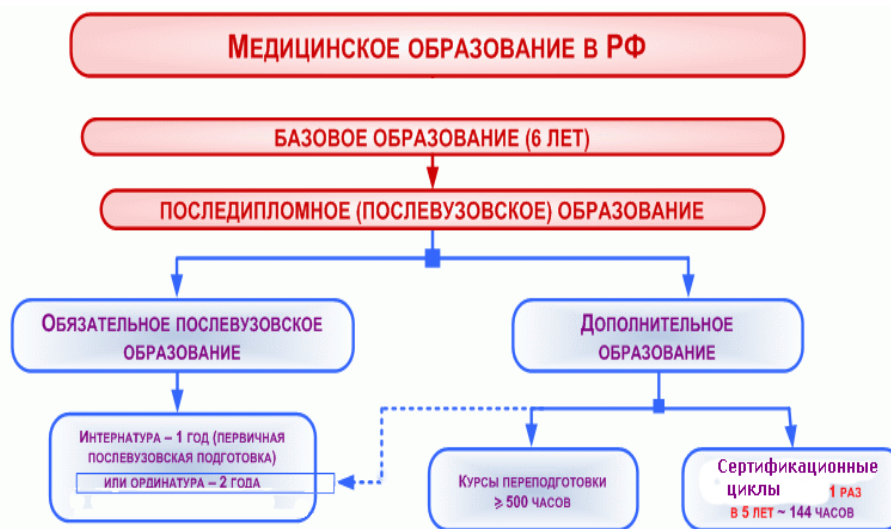 МЕДИЦИНСКОЕ ОБРАЗОВАНИЕ В РФ
БАЗОВОЕ ОБРАЗОВАНИЕ (6 ЛЕТ)
ПОСЛЕДИПЛОМНОЕ (ПОСЛЕВУЗОВСКОЕ) ОБРАЗОВАНИЕ
ОБЯЗАТЕЛЬНОЕ ПОСЛЕВУЗОВСКОЕ
ОБРАЗОВАНИЕ
ДОПОЛНИТЕЛЬНОЕ
ОБРАЗОВАНИЕ
ИНТЕРНАТУРА – 1 ГОД (ПЕРВИЧНАЯ
ПОСЛЕВУЗОВСКАЯ ПОДГОТОВКА)
ИЛИ ОРДИНАТУРА – 2 ГОДА
КУРСЫ ПЕРЕПОДГОТОВКИ
⩾ 500 ЧАСОВ
Сертификационные
циклы 1 РАЗ
В 5 ЛЕТ ~ 144 ЧАСОВ